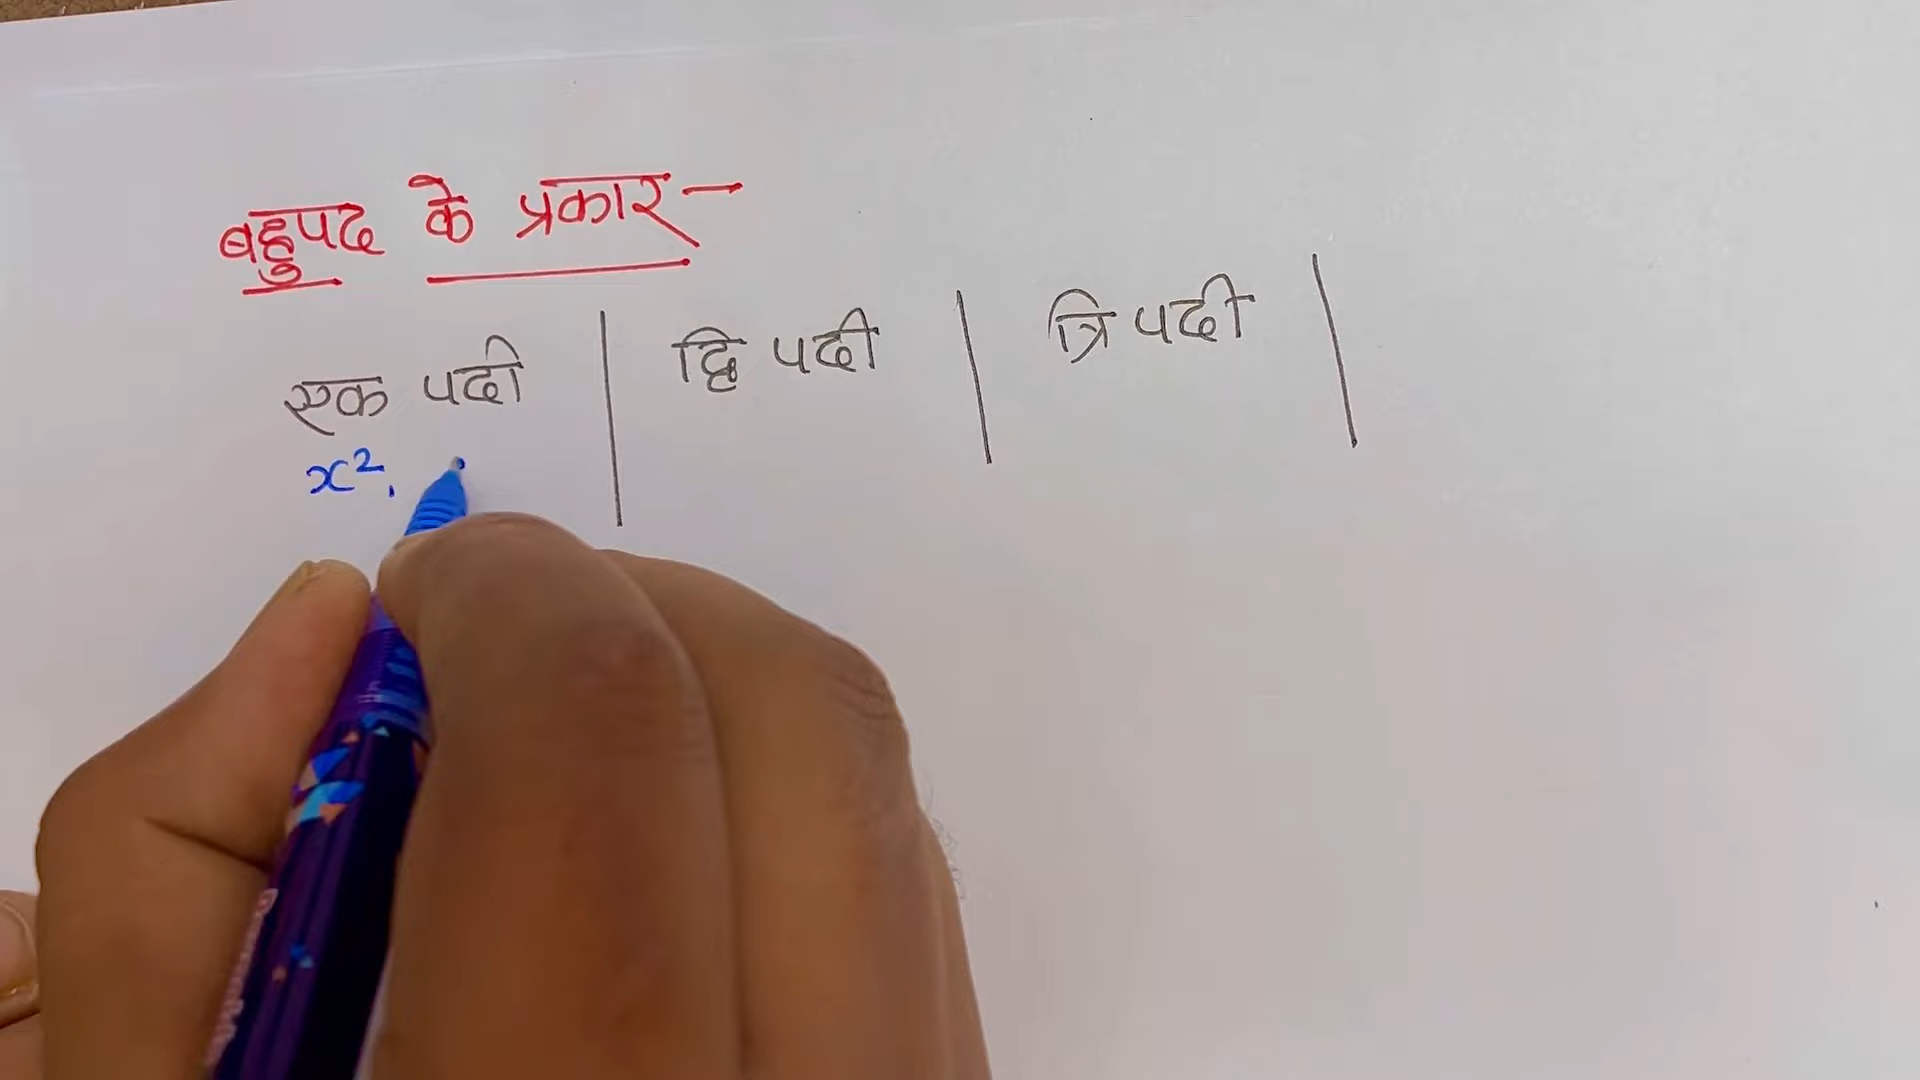 बहुपद के प्रकार-
एक पदी | द्वि पदी | त्रि पदी |
x²,